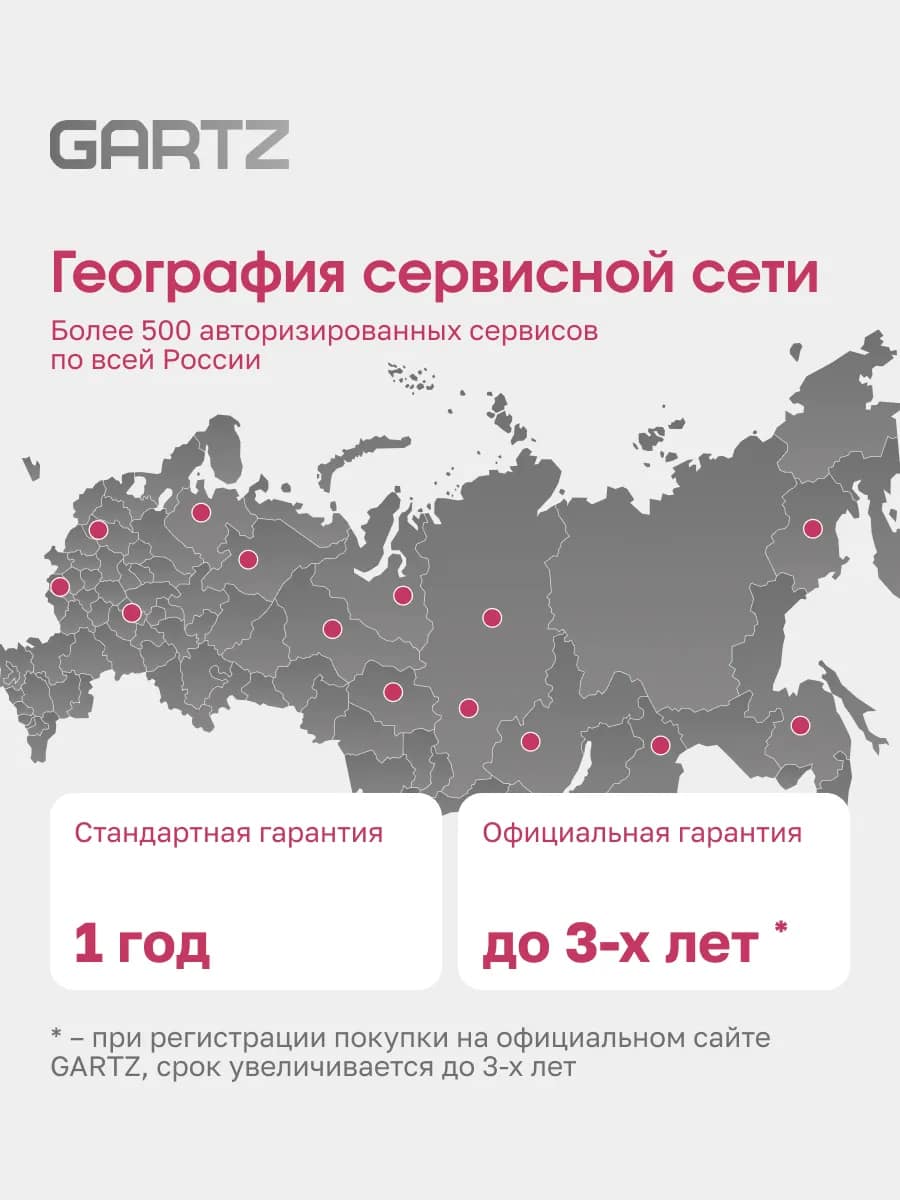 GARTZ
География сервисной сети
Более 500 авторизированных сервисов
по всей России
Стандартная гарантия
1 год
Официальная гарантия
до 3-х лет *
* – при регистрации покупки на официальном сайте
GARTZ, срок увеличивается до 3-х лет